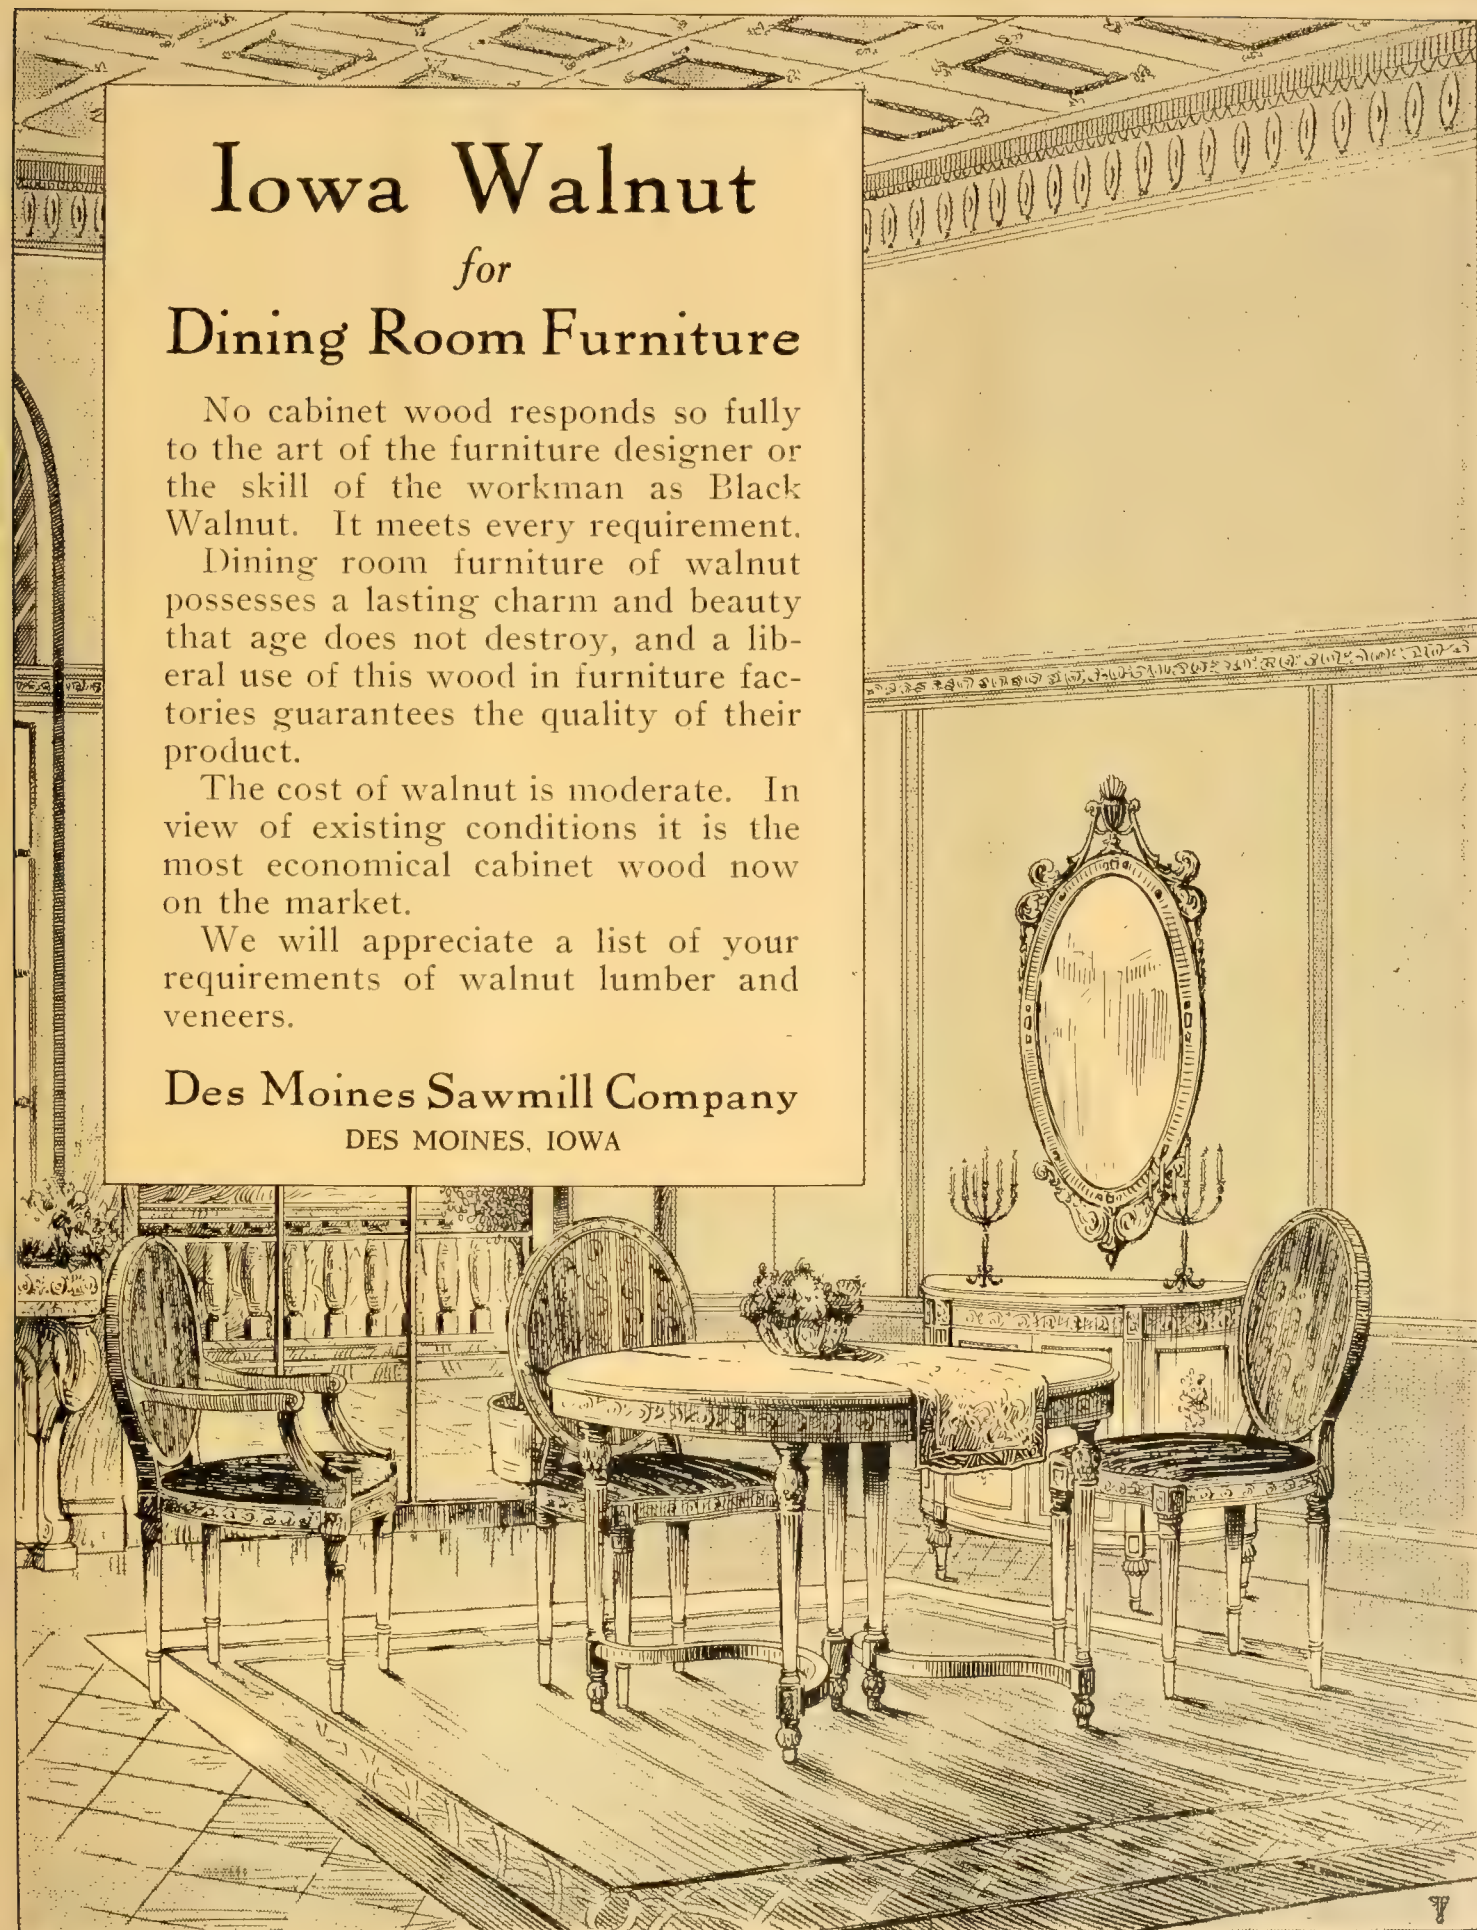 Iowa Walnut
for
Dining Room Furniture
No cabinet wood responds so fully
to the art of the furniture designer or
the skill of the workman as Black
Walnut. It meets every requirement.
Dining room furniture of walnut
possesses a lasting charm and beauty
that age does not destroy, and a lib-
eral use of this wood in furniture fac-
tories guarantees the quality of their
product.
The cost of walnut is moderate. In
view of existing conditions it is the
most economical cabinet wood now
on the market.
We will appreciate a list of your
requirements of walnut lumber and
veneers.
Des Moines Sawmill Company
DES MOINES, IOWA